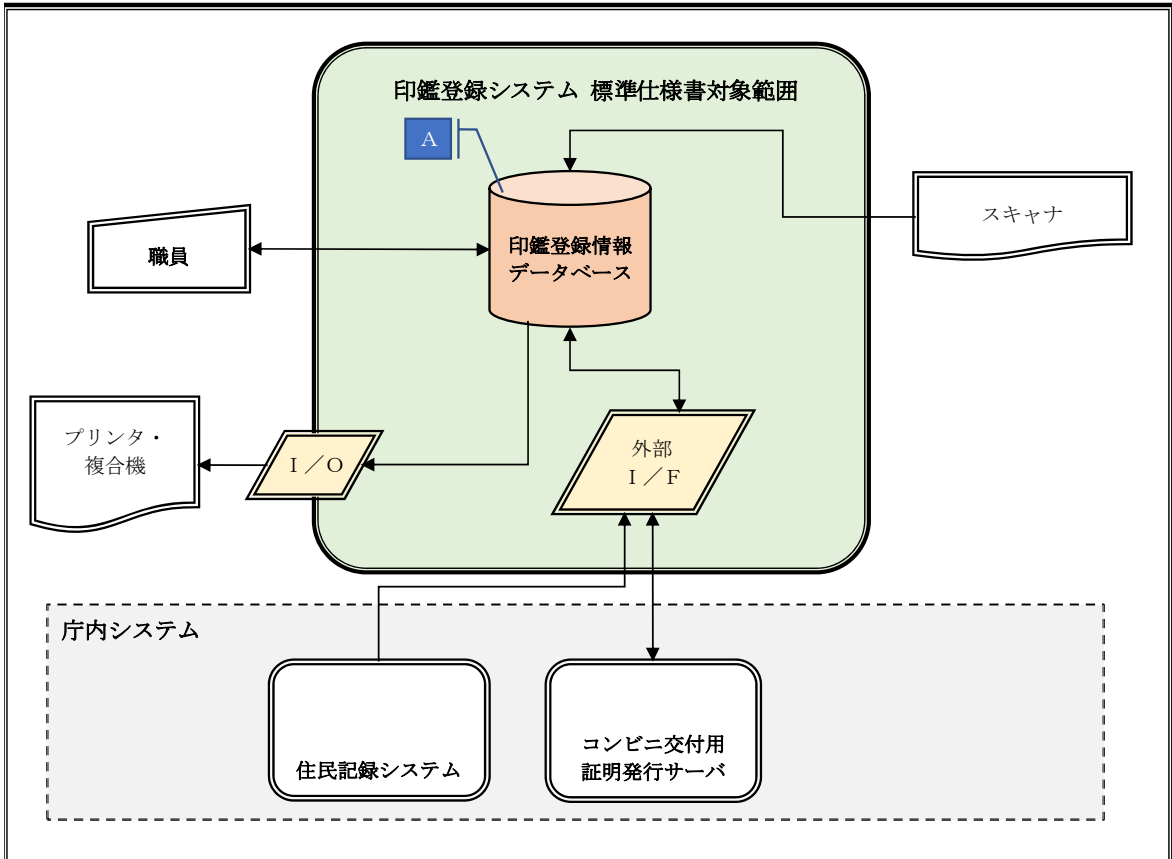 印鑑登録システム 標準仕様書対象範囲
A
スキャナ
職員
印鑑登録情報
データベース
プリンタ・
複合機
I/O
外部
I/F
庁内システム
住民記録システム
コンビニ交付用
証明発行サーバ